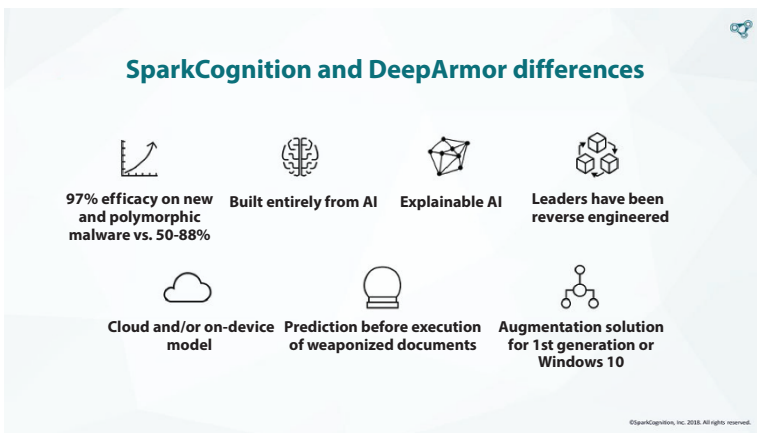 SparkCognition and DeepArmor differences
97% efficacy on new
and polymorphic
malware vs. 50-88%
Built entirely from AI
Explainable AI
Leaders have been
reverse engineered
Cloud and/or on-device
model
Prediction before execution
of weaponized documents
Augmentation solution
for 1st generation or
Windows 10
©SparkCognition, Inc. 2018. All rights reserved.